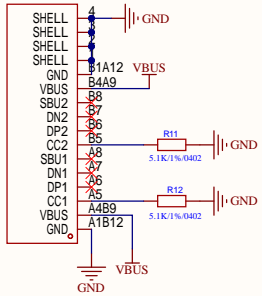 SHELL 4 GND
SHELL
SHELL
SHELL 1
GND B1A12 VBUS
VBUS B4A9
SBU2 B8
DN2 B7
DP2 B6 R11
CC2 B5 GND
SBU1 A8 5.1K/1%/0402
DN1 A7
DP1 A6 R12
CC1 A5 GND
VBUS A4B9 5.1K/1%/0402
GND A1B12
VBUS
GND